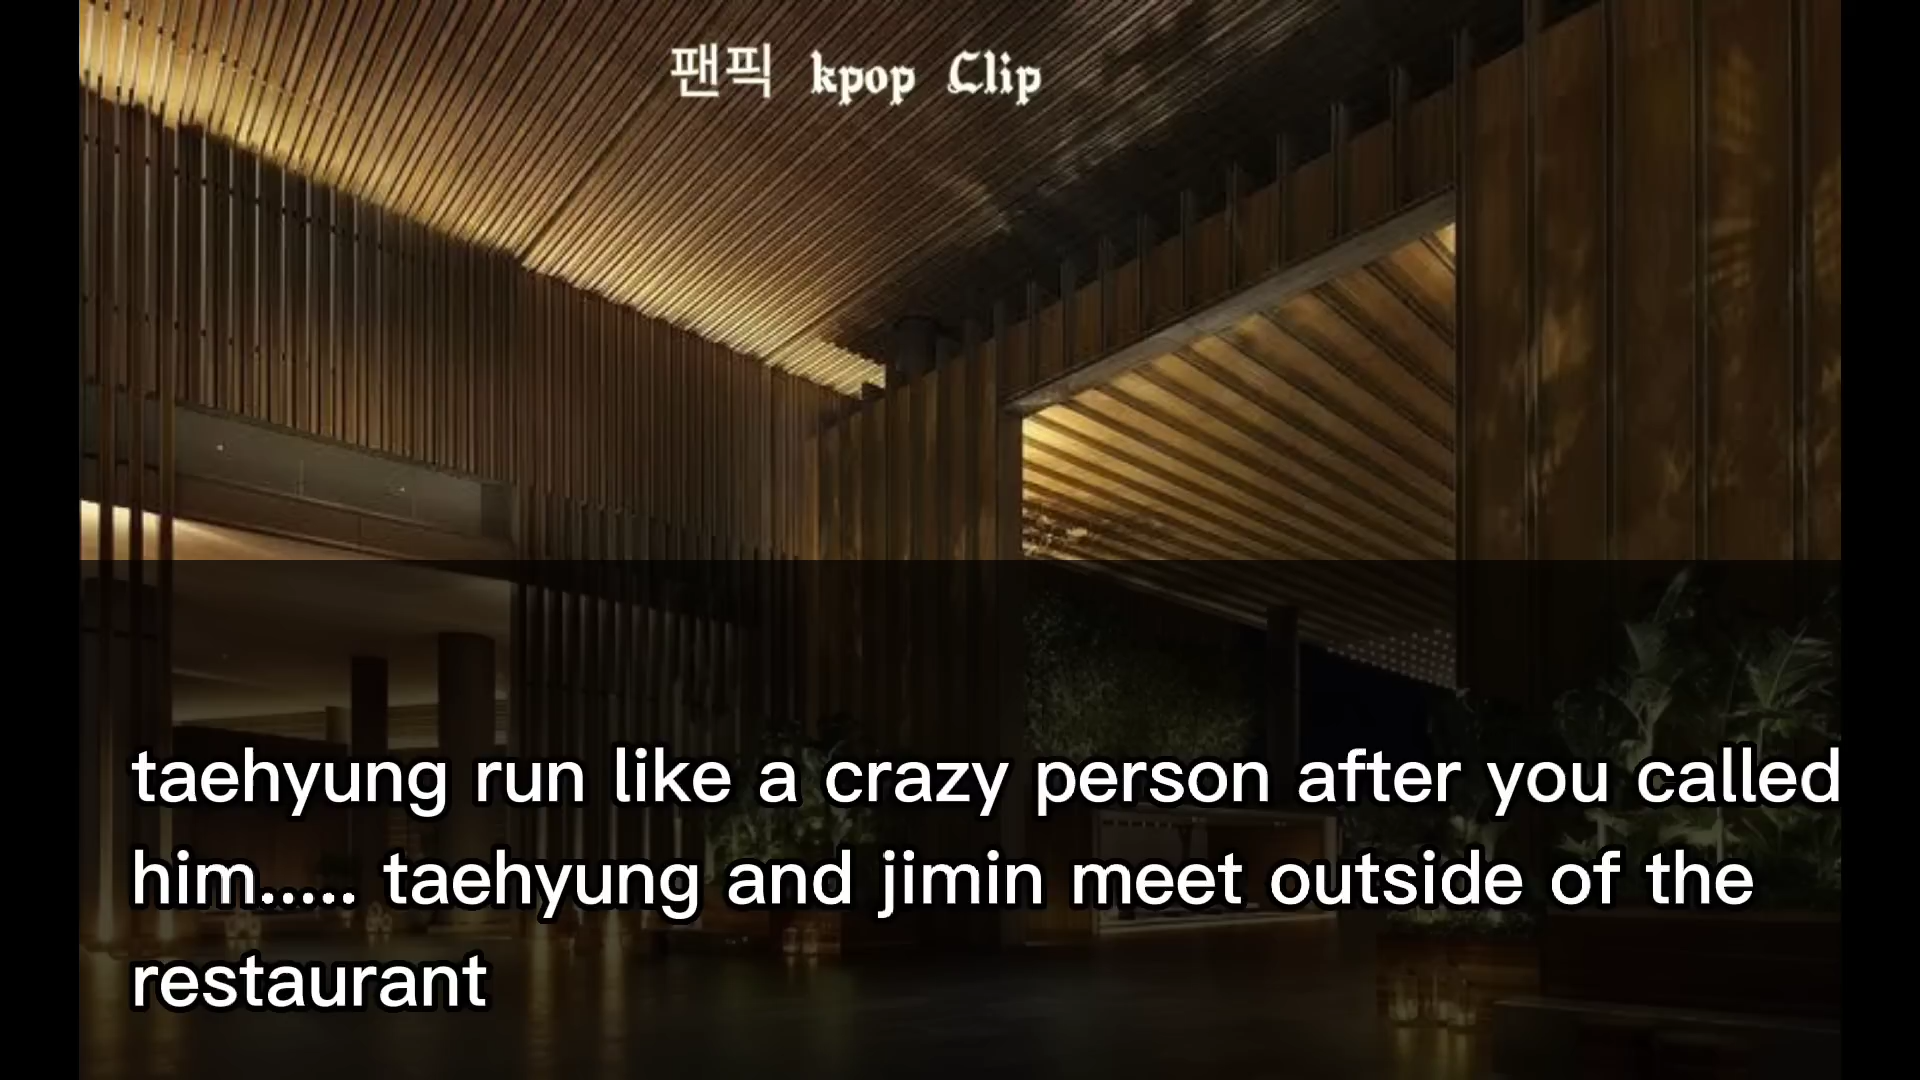 팬픽 kpop Clip
taehyung run like a crazy person after you called
him..... taehyung and jimin meet outside of the
restaurant